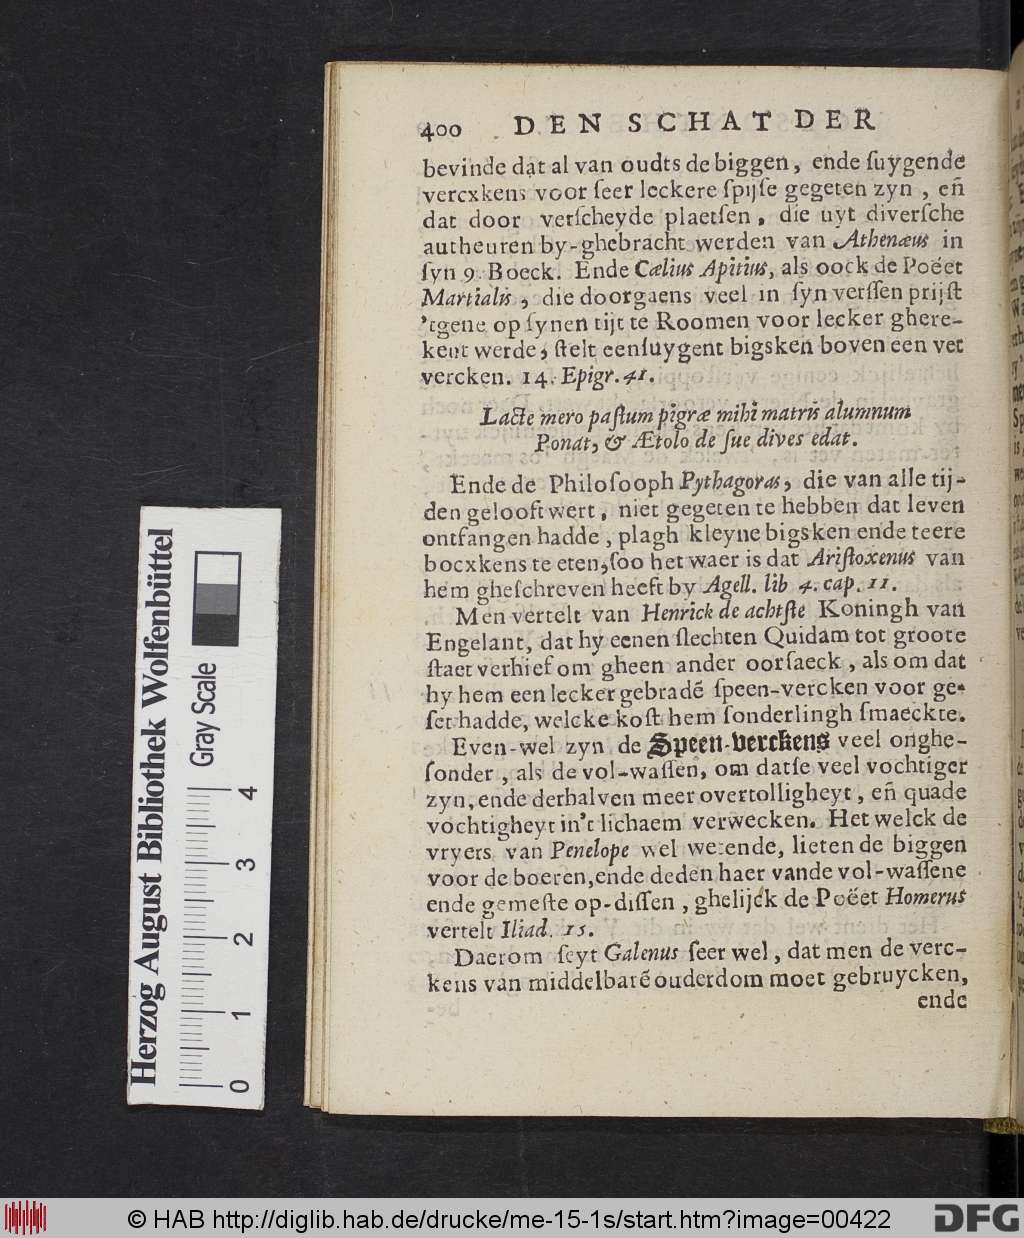 400 DEN SCHAT DER
bevinde dat al van oudts de biggen, ende ſuygende
vercxkens voor ſeer leckere ſpijſe gegeten zyn, en̄
dat door verſcheyde plaetſen, die uyt diverſche
autheuren by-ghebracht werden van Athenæus in
ſyn 9. Boeck. Ende Cælius Apitius, als oock de Poëet
Martialis, die doorgaens veel in ſyn verſſen prijſt
'tgene op ſynen tijt te Roomen voor lecker ghere-
kent werde, ſtelt een ſuygent bigsken boven een vet
vercken. 14. Epigr. 41.
Lacte mero paſtum pigræ mihi matris alumnum
Ponat, & Ætolo de ſue dives edat.
Ende de Philoſooph Pythagoras, die van alle tij-
den gelooft wert, niet gegeten te hebben dat leven
ontfangen hadde, plagh kleyne bigsken ende teere
bocxkens te eten, ſoo het waer is dat Ariſtoxenus van
hem gheſchreven heeft by Agell. lib 4. cap. 11.
Men vertelt van Henrick de achtſte Koningh van
Engelant, dat hy eenen ſlechten Quidam tot groote
ſtaet verhief om gheen ander oorſaeck, als om dat
hy hem een lecker gebradē ſpeen-vercken voor ge-
ſet hadde, welcke koſt hem ſonderlingh ſmaeckte.
Even-wel zyn de Speen-verckens veel onghe-
ſonder, als de vol-waſſen, om datſe veel vochtiger
zyn, ende derhalven meer overtolligheyt, en̄ quade
vochtigheyt in't lichaem verwecken. Het welck de
vryers van Penelope wel wetende, lieten de biggen
voor de boeren, ende deden haer vande vol-waſſene
ende gemeſte op-diſſen, ghelijck de Poëet Homerus
vertelt Iliad. 15.
Daerom ſeyt Galenus ſeer wel, dat men de verc-
kens van middelbarē ouderdom moet gebruycken,
ende
Herzog August Bibliothek Wolfenbüttel
Gray Scale
0 1 2 3 4
© HAB http://diglib.hab.de/drucke/me-15-1s/start.htm?image=00422
DFG